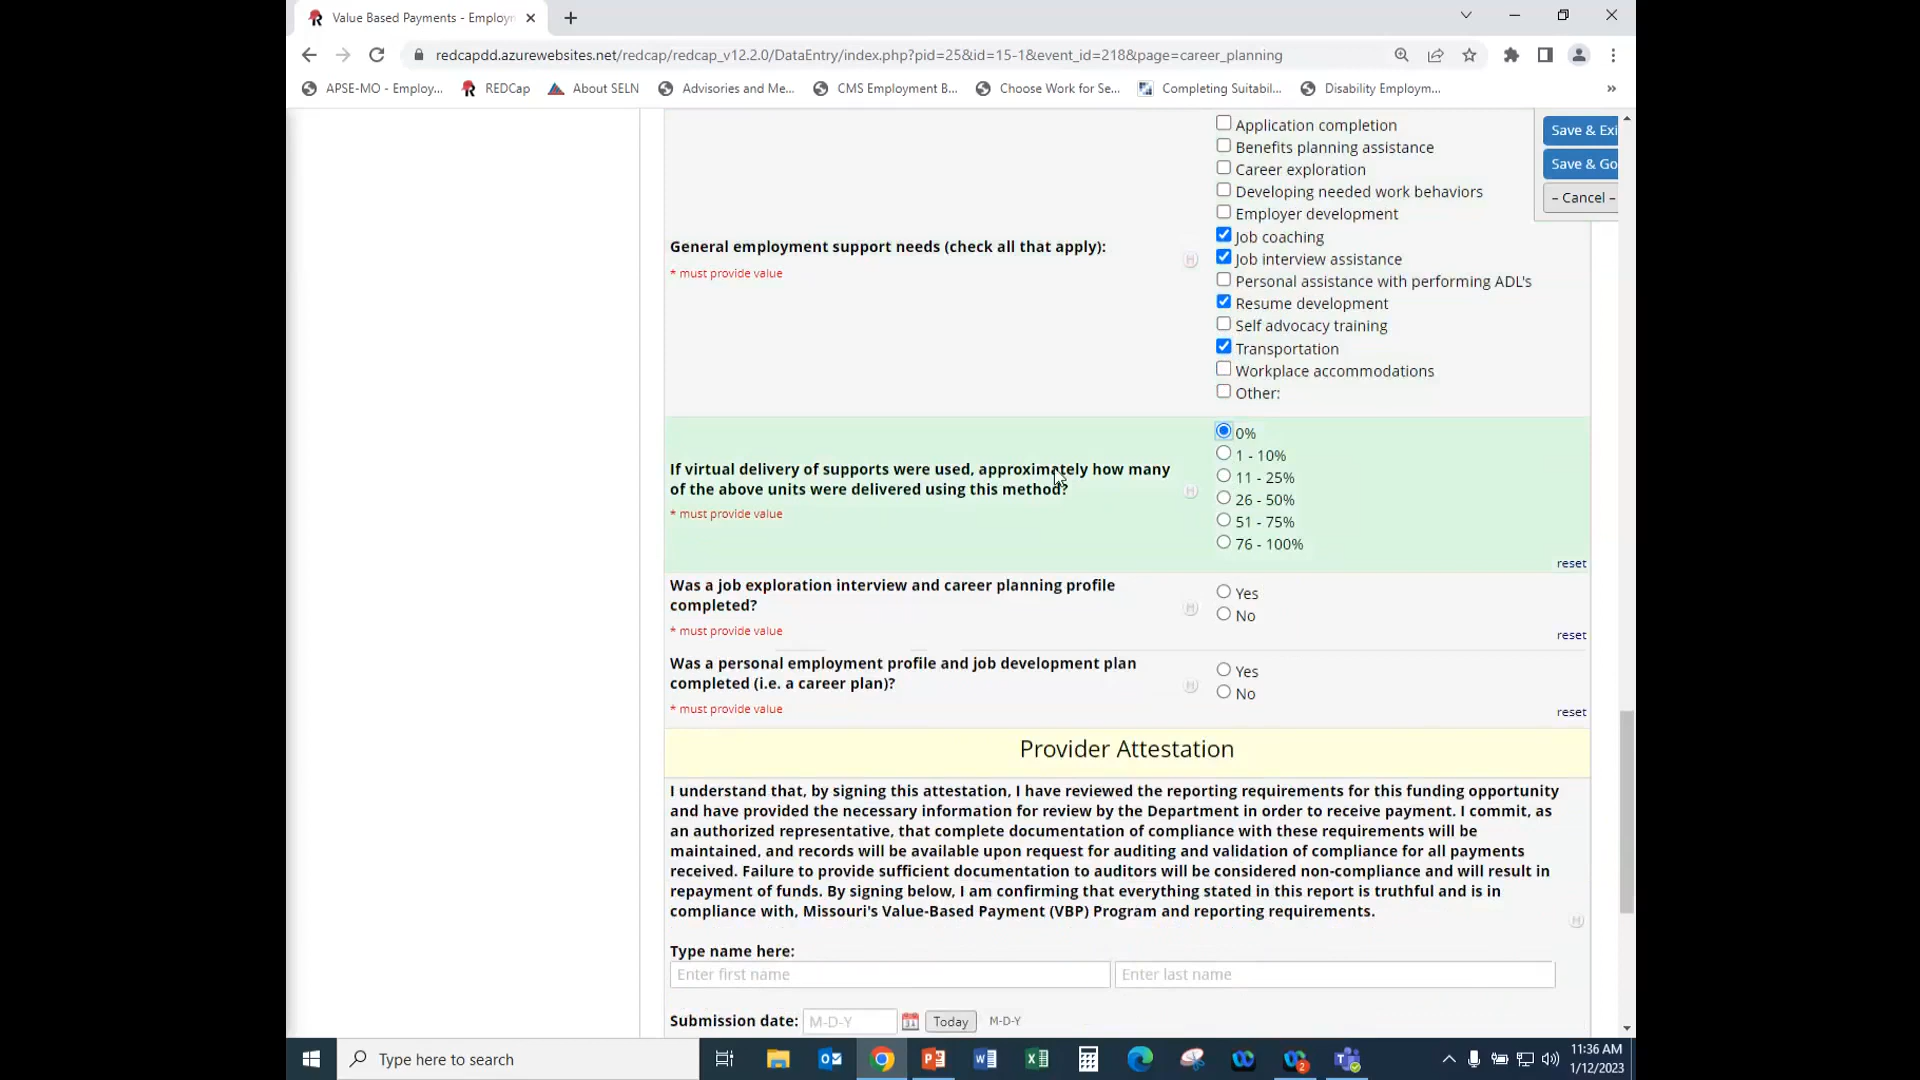 Value Based Payments - Employ
redcapdd.azurewebsites.net/redcap/redcap_v12.2.0/DataEntry/index.php?pid=25&id=15-1&event_id=218&page=career_planning
APSE-MO - Employ... REDCap About SELN Advisories and Me... CMS Employment B... Choose Work for Se... Completing Suitabil... Disability Employm... »
Application completion
Benefits planning assistance
Career exploration
Developing needed work behaviors
Employer development
Job coaching
Job interview assistance
Personal assistance with performing ADL's
Resume development
Self advocacy training
Transportation
Workplace accommodations
Other:
General employment support needs (check all that apply):
* must provide value
H
Save & Exi
Save & Go
– Cancel –
If virtual delivery of supports were used, approximately how many
of the above units were delivered using this method?
* must provide value
H
0%
1 - 10%
11 - 25%
26 - 50%
51 - 75%
76 - 100%
reset
Was a job exploration interview and career planning profile
completed?
* must provide value
H
Yes
No
reset
Was a personal employment profile and job development plan
completed (i.e. a career plan)?
* must provide value
H
Yes
No
reset
Provider Attestation
I understand that, by signing this attestation, I have reviewed the reporting requirements for this funding opportunity
and have provided the necessary information for review by the Department in order to receive payment. I commit, as
an authorized representative, that complete documentation of compliance with these requirements will be
maintained, and records will be available upon request for auditing and validation of compliance for all payments
received. Failure to provide sufficient documentation to auditors will be considered non-compliance and will result in
repayment of funds. By signing below, I am confirming that everything stated in this report is truthful and is in
compliance with, Missouri's Value-Based Payment (VBP) Program and reporting requirements.
H
Type name here:
Enter first name Enter last name
Submission date: M-D-Y 31 Today M-D-Y
Type here to search
2
11:36 AM
1/12/2023